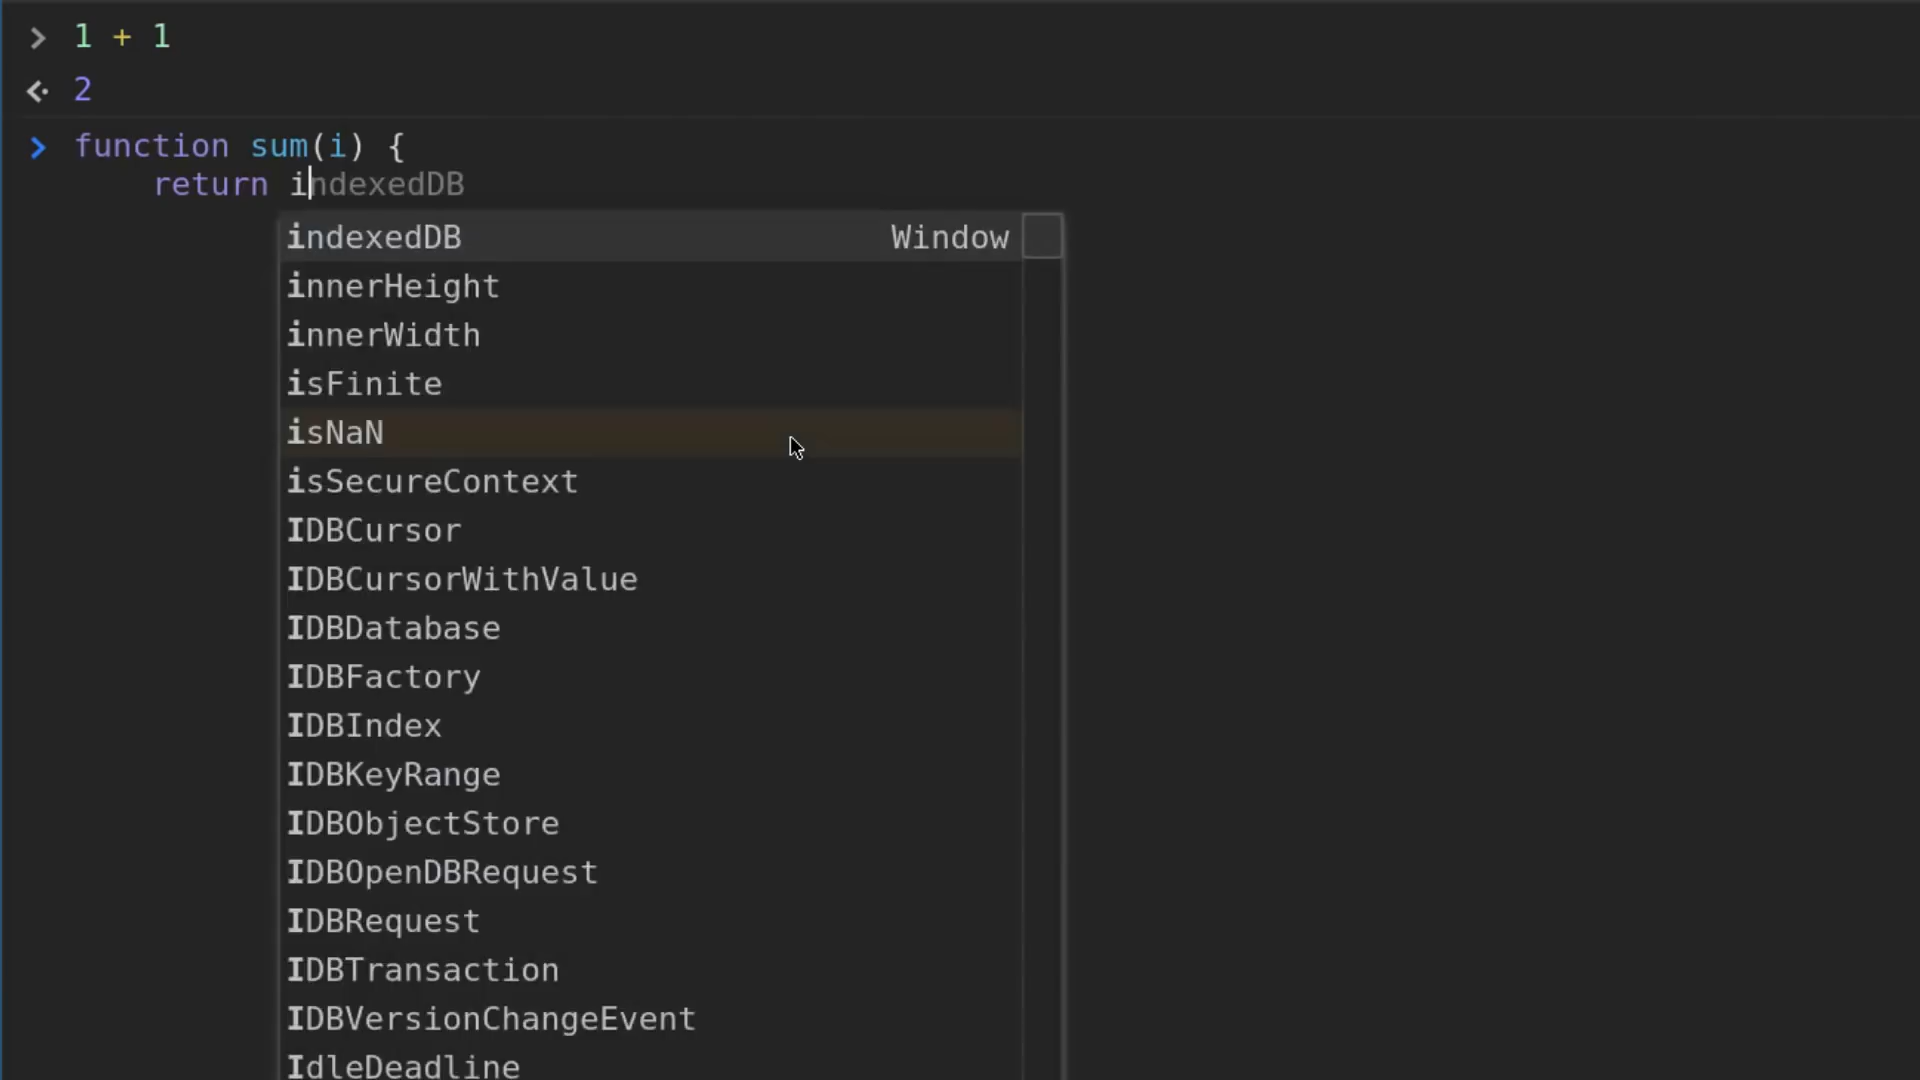 > 1 + 1
2
> function sum(i) {
return indexedDB
indexedDB Window
innerHeight
innerWidth
isFinite
isNaN
isSecureContext
IDBCursor
IDBCursorWithValue
IDBDatabase
IDBFactory
IDBIndex
IDBKeyRange
IDBObjectStore
IDBOpenDBRequest
IDBRequest
IDBTransaction
IDBVersionChangeEvent
IdleDeadline